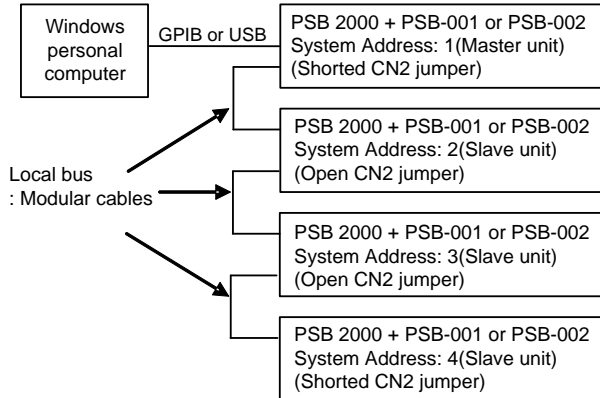 Windows
personal
computer
GPIB or USB
PSB 2000 + PSB-001 or PSB-002
System Address: 1(Master unit)
(Shorted CN2 jumper)
PSB 2000 + PSB-001 or PSB-002
System Address: 2(Slave unit)
(Open CN2 jumper)
Local bus
: Modular cables
PSB 2000 + PSB-001 or PSB-002
System Address: 3(Slave unit)
(Open CN2 jumper)
PSB 2000 + PSB-001 or PSB-002
System Address: 4(Slave unit)
(Shorted CN2 jumper)